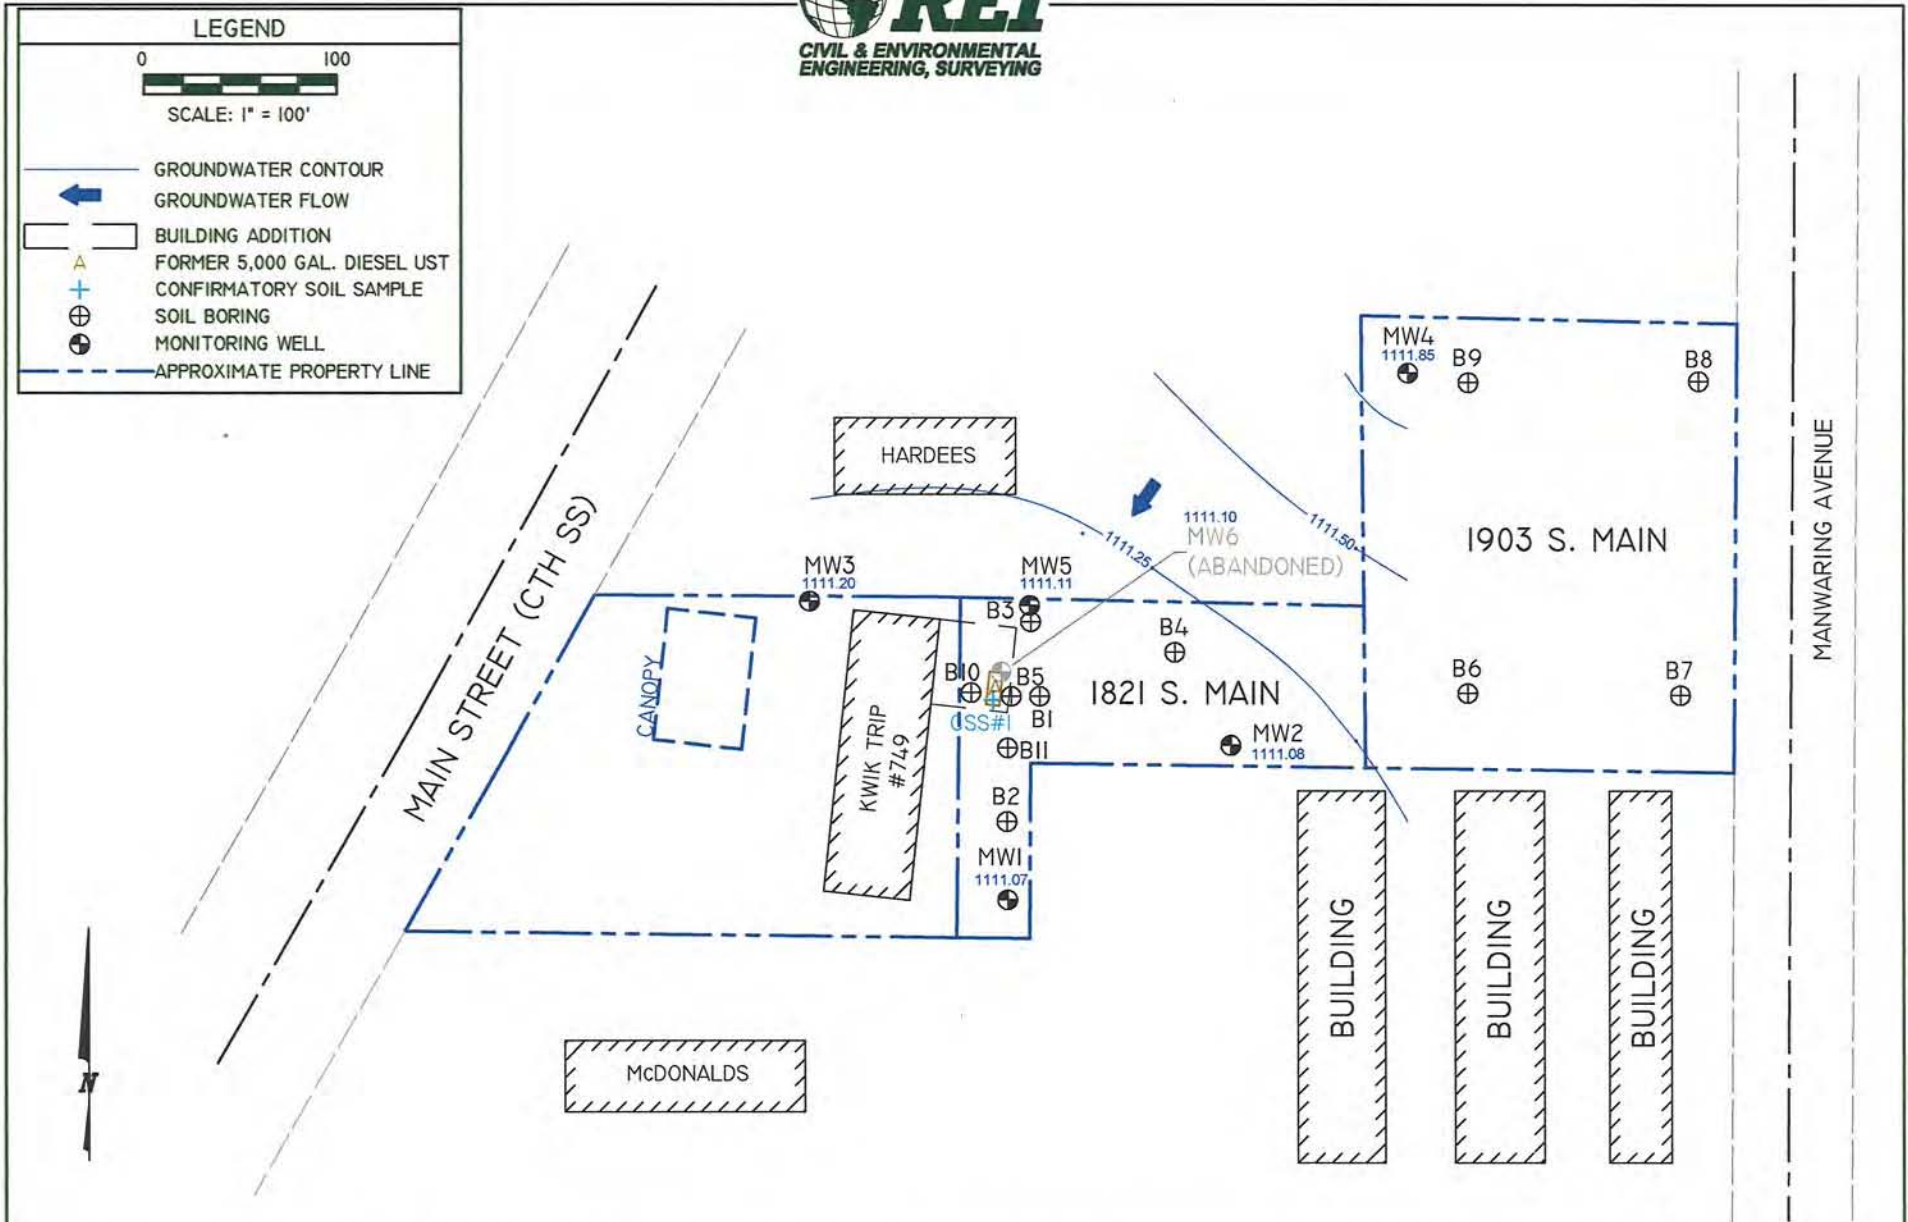 REI
CIVIL & ENVIRONMENTAL
ENGINEERING, SURVEYING
LEGEND
0 100
SCALE: 1" = 100'
GROUNDWATER CONTOUR
GROUNDWATER FLOW
BUILDING ADDITION
A FORMER 5,000 GAL. DIESEL UST
CONFIRMATORY SOIL SAMPLE
SOIL BORING
MONITORING WELL
APPROXIMATE PROPERTY LINE
MAIN STREET (CTH SS)
MANWARING AVENUE
HARDEES
MW4
1111.85
B9
B8
1903 S. MAIN
1111.50
1111.25
1111.10
MW6
(ABANDONED)
MW3
1111.20
MW5
1111.11
B3
B4
B10
A
B5
B1
CSS#1
B11
1821 S. MAIN
MW2
1111.08
B6
B7
CANOPY
KWIK TRIP
#749
B2
MW1
1111.07
McDONALDS
BUILDING
BUILDING
BUILDING
N